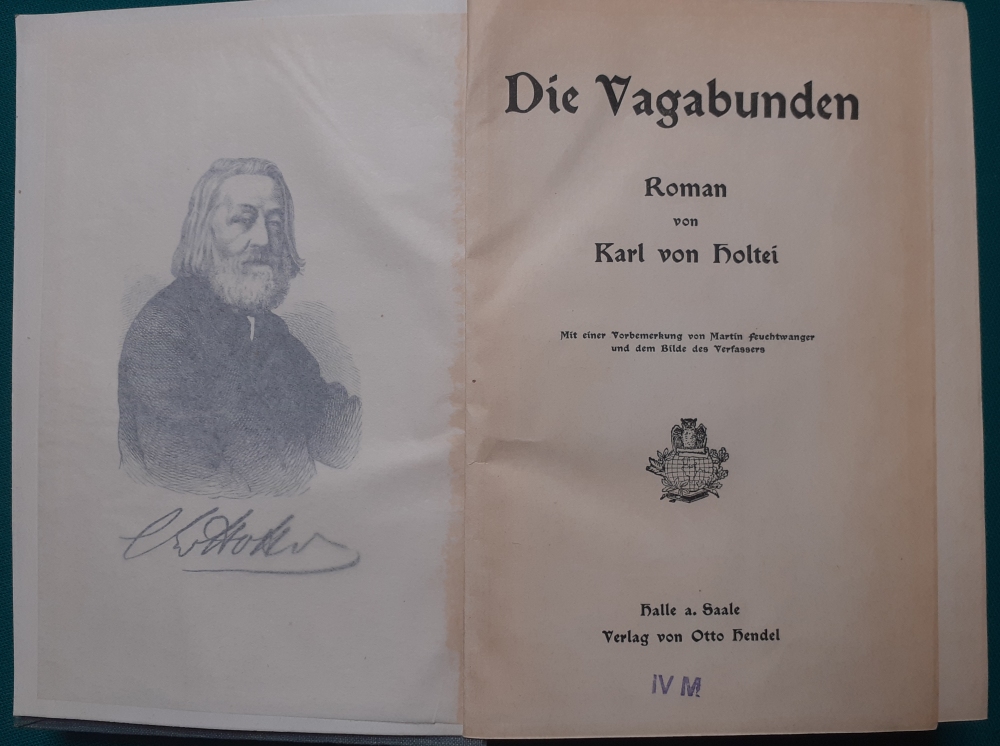 Die Vagabunden
Roman
von
Karl von Holtei
Mit einer Vorbemerkung von Martin Feuchtwanger
und dem Bilde des Verfassers
Halle a. Saale
Verlag von Otto Hendel
IV M